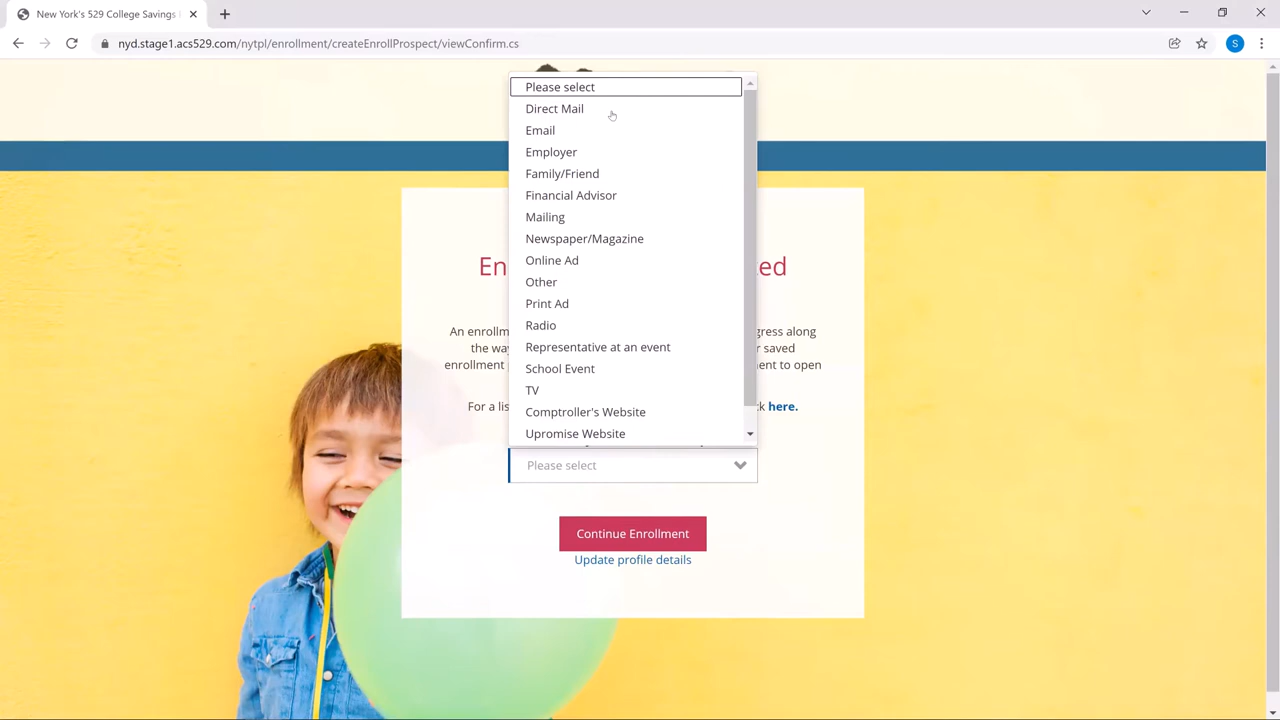 New York's 529 College Savings
nyd.stage1.acs529.com/nytpl/enrollment/createEnrollProspect/viewConfirm.cs
S
Please select
Direct Mail
Email
Employer
Family/Friend
Financial Advisor
Mailing
Newspaper/Magazine
Online Ad
Other
Print Ad
Radio
Representative at an event
School Event
TV
Comptroller's Website
Upromise Website
En ed
An enrollm gress along
the way r saved
enrollment ent to open
For a lis ck here.
Please select
Continue Enrollment
Update profile details